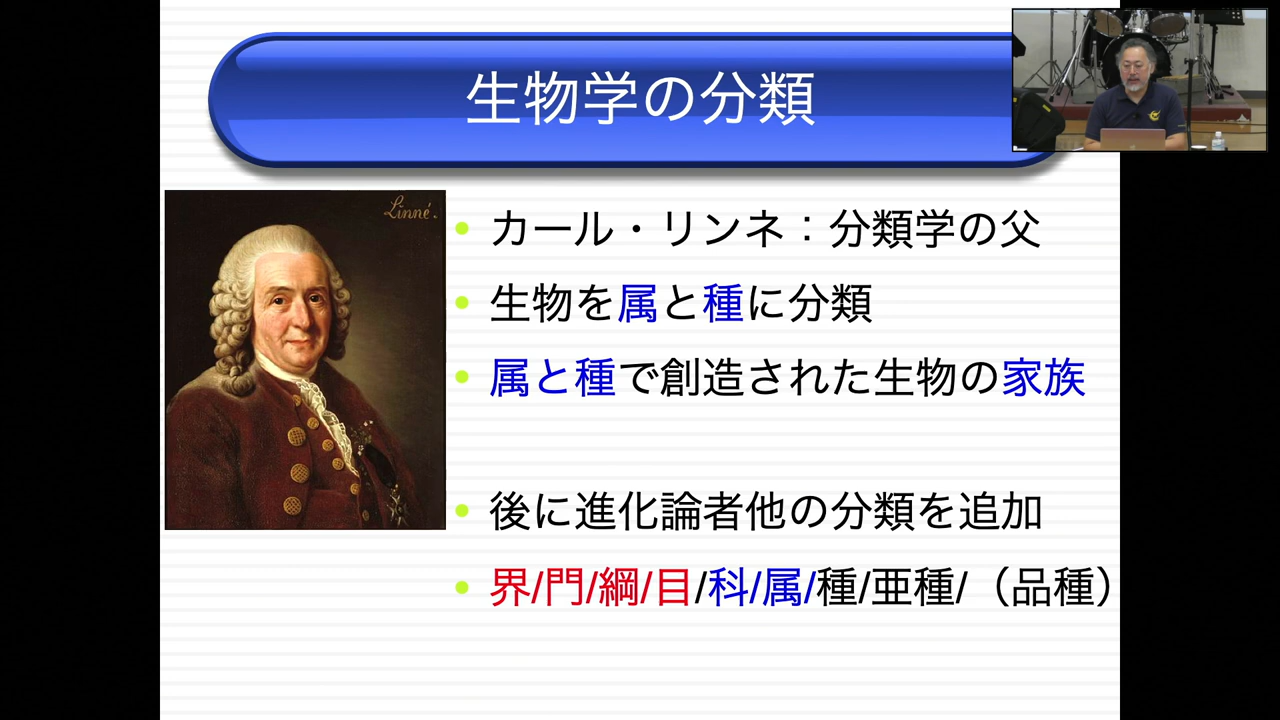 生物学の分類
Linné.
カール・リンネ：分類学の父
生物を属と種に分類
属と種で創造された生物の家族
後に進化論者他の分類を追加
界/門/綱/目/科/属/種/亜種/（品種）